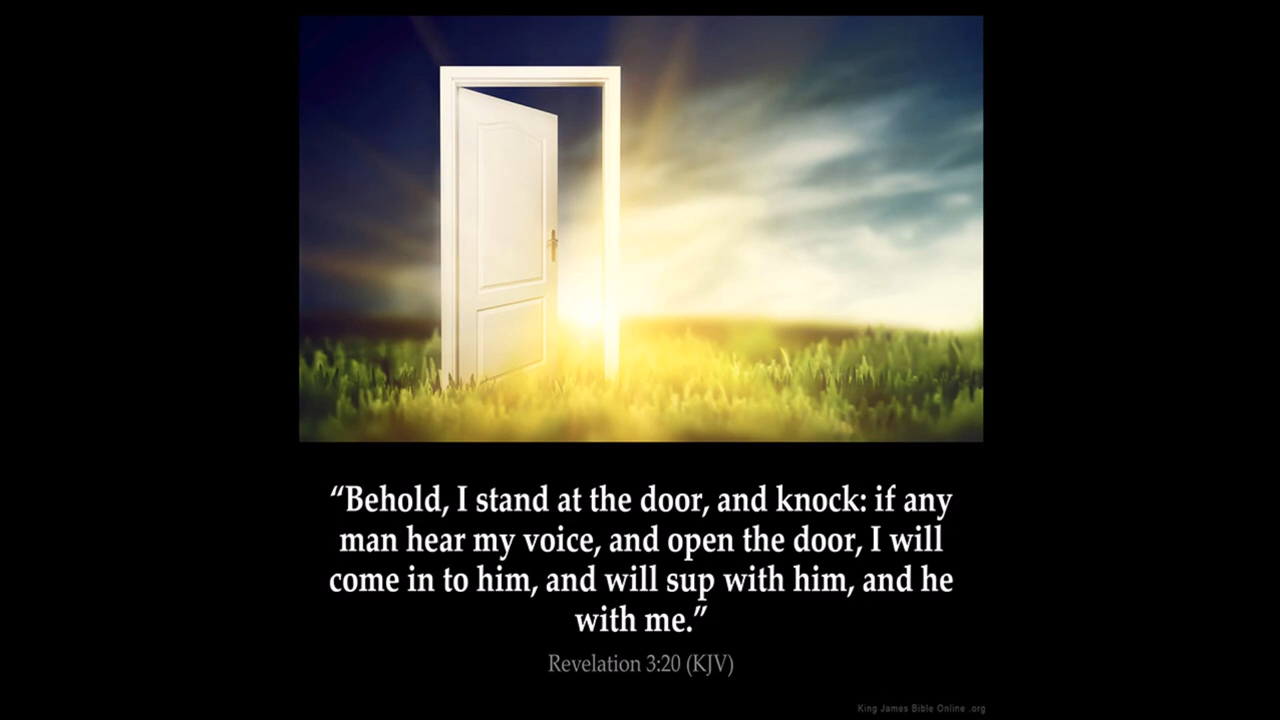 “Behold, I stand at the door, and knock: if any
man hear my voice, and open the door, I will
come in to him, and will sup with him, and he
with me.”
Revelation 3:20 (KJV)
King James Bible Online .org